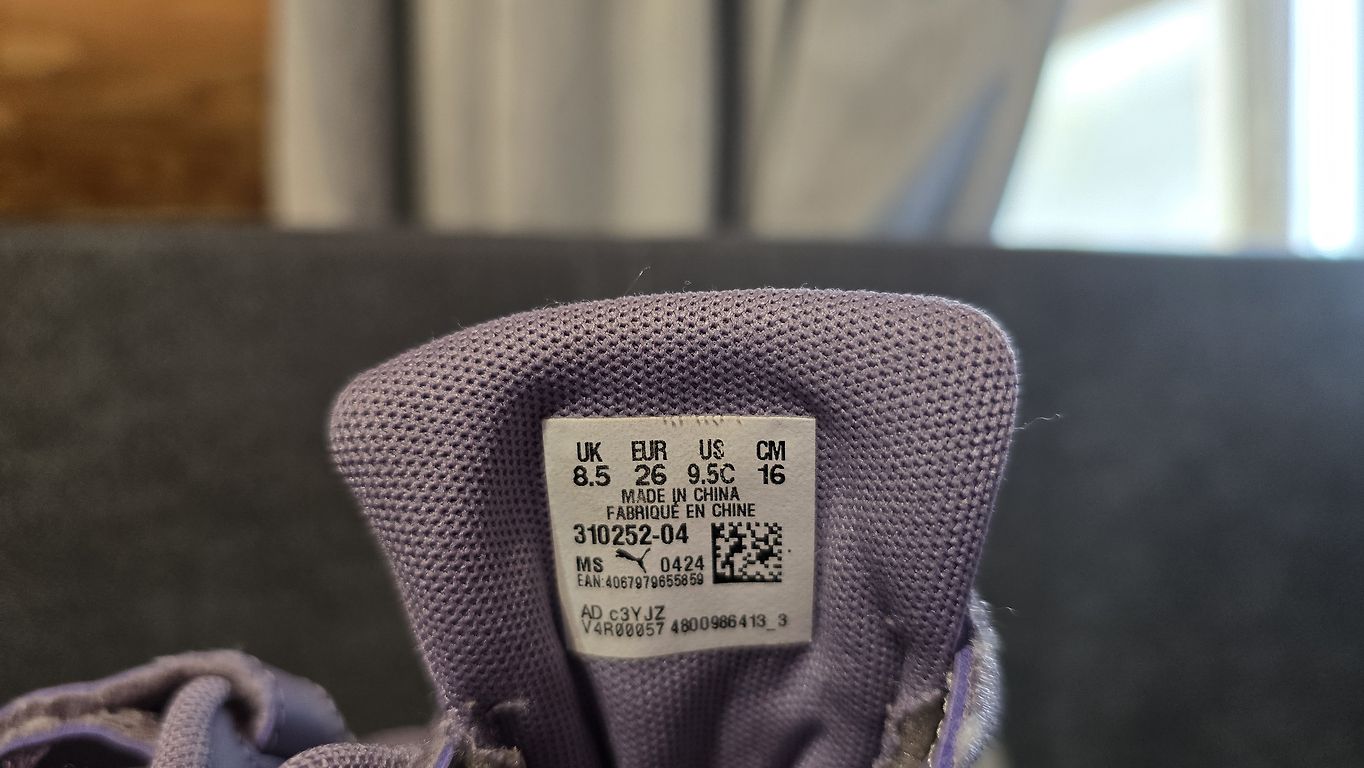 UK EUR US CM
8.5 26 9.5C 16
MADE IN CHINA
FABRIQUÉ EN CHINE
310252-04
MS 0424
EAN:4067979655859
AD c3YJZ
V4R00057 4800986413_3